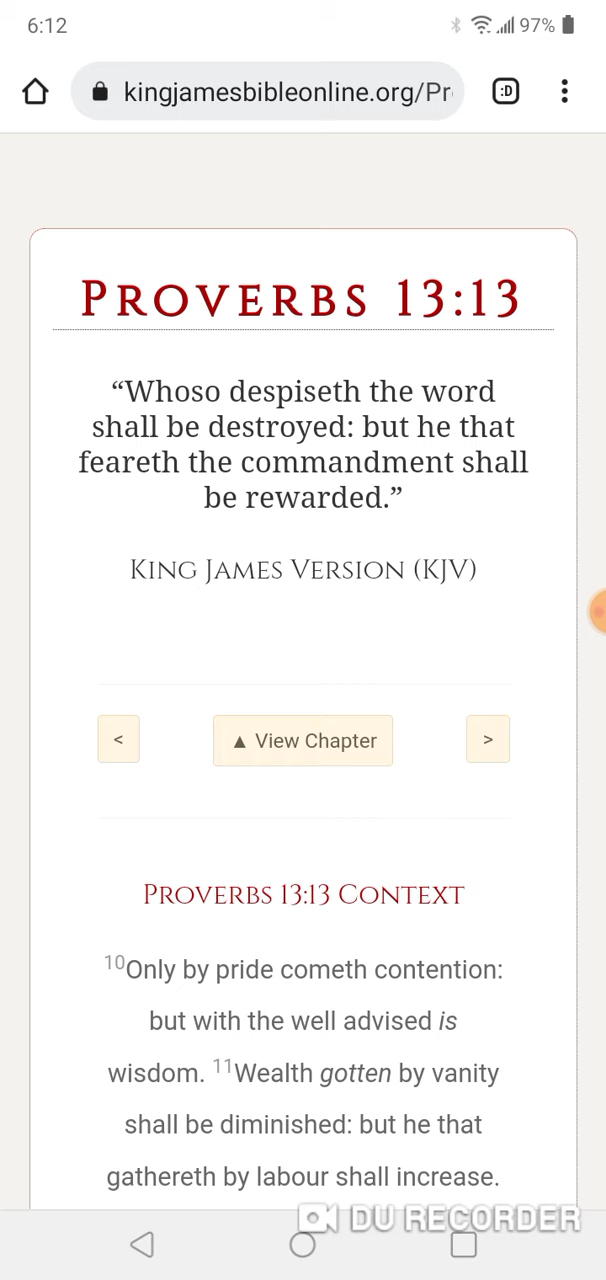 6:12
97%
kingjamesbibleonline.org/Pr
:D
PROVERBS 13:13
“Whoso despiseth the word
shall be destroyed: but he that
feareth the commandment shall
be rewarded.”
KING JAMES VERSION (KJV)
< ▲ View Chapter >
PROVERBS 13:13 CONTEXT
10Only by pride cometh contention:
but with the well advised is
wisdom. 11Wealth gotten by vanity
shall be diminished: but he that
gathereth by labour shall increase.
DU RECORDER